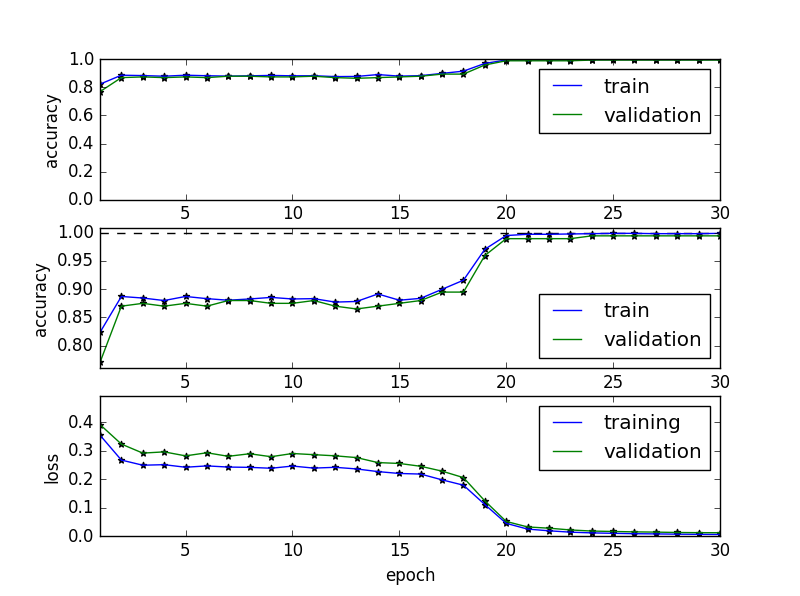 accuracy
1.0
0.8
0.6
0.4
0.2
0.0
train
validation
5 10 15 20 25 30
accuracy
1.00
0.95
0.90
0.85
0.80
train
validation
5 10 15 20 25 30
loss
0.4
0.3
0.2
0.1
0.0
training
validation
5 10 15 20 25 30
epoch